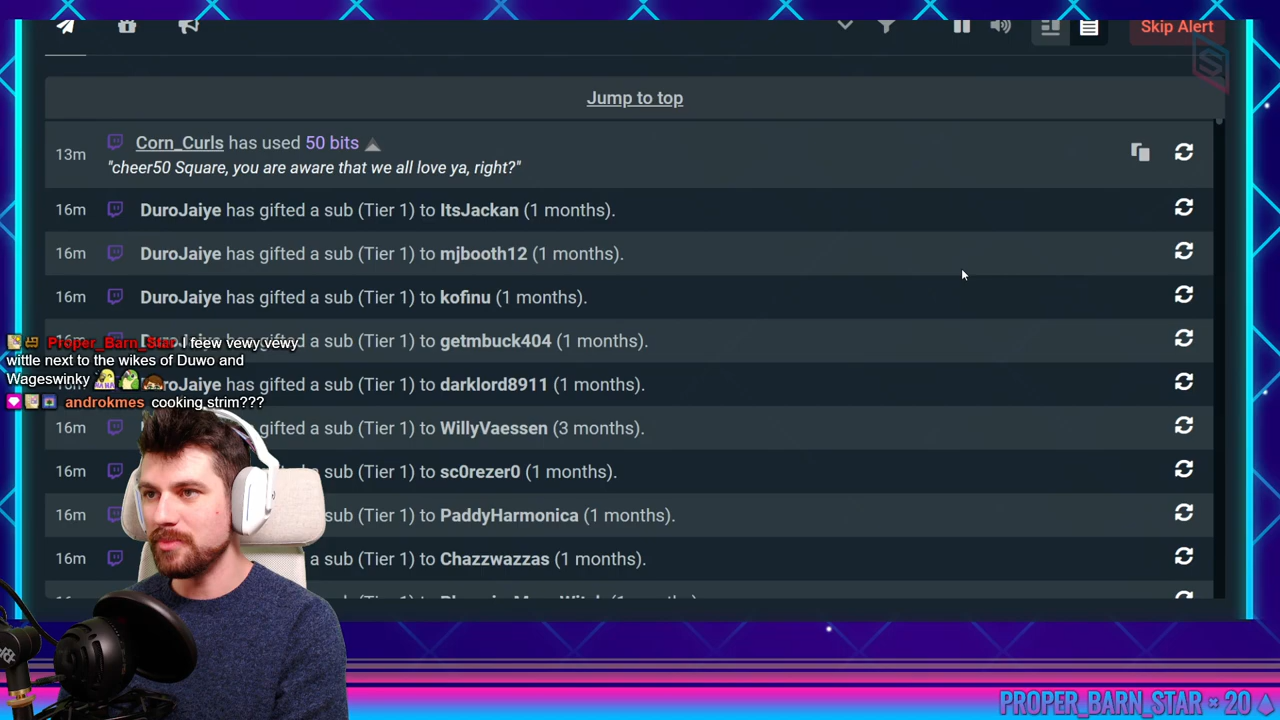 Skip Alert
Jump to top
13m Corn_Curls has used 50 bits
"cheer50 Square, you are aware that we all love ya, right?"
16m DuroJaiye has gifted a sub (Tier 1) to ItsJackan (1 months).
16m DuroJaiye has gifted a sub (Tier 1) to mjbooth12 (1 months).
16m DuroJaiye has gifted a sub (Tier 1) to kofinu (1 months).
has gifted a sub (Tier 1) to getmbuck404 (1 months).
Proper_Barn_Star I feew vewy vewy
wittle next to the wikes of Duwo and
Wageswinky
has gifted a sub (Tier 1) to darklord8911 (1 months).
androkmes cooking strim???
16m gifted a sub (Tier 1) to WillyVaessen (3 months).
16m a sub (Tier 1) to sc0rezer0 (1 months).
16m sub (Tier 1) to PaddyHarmonica (1 months).
16m a sub (Tier 1) to Chazzwazzas (1 months).
PROPER_BARN_STAR × 20